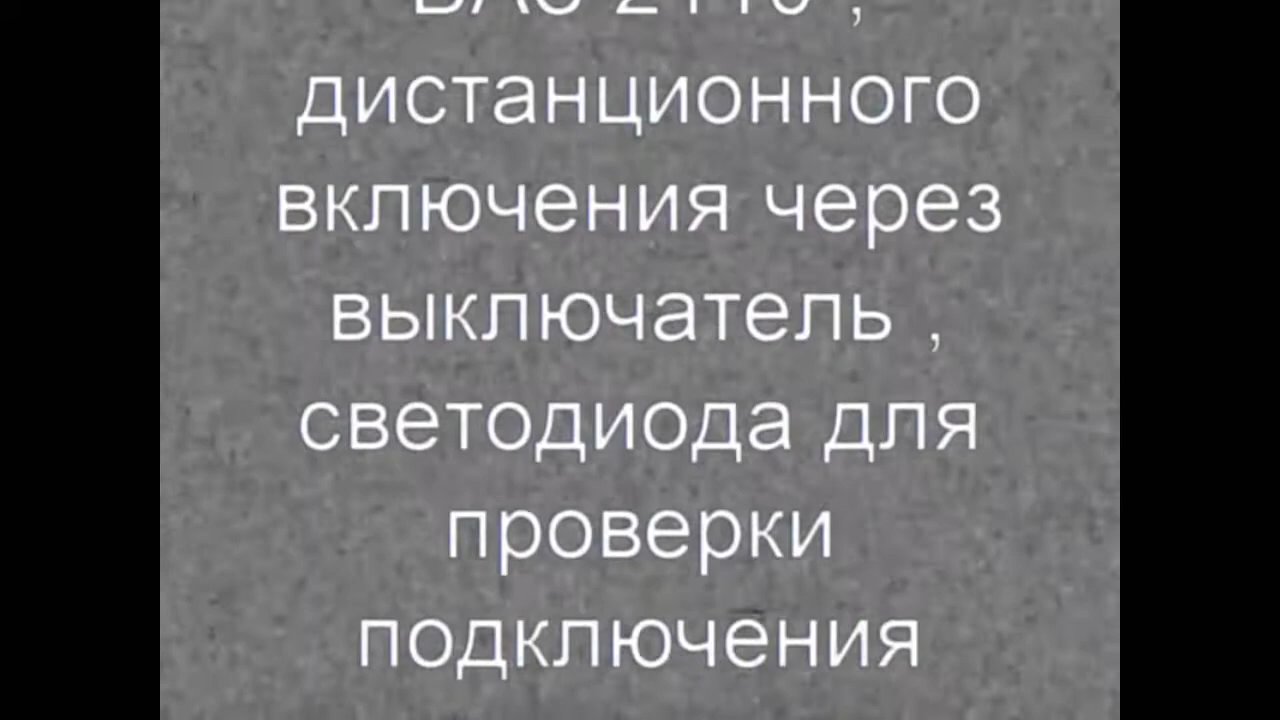 дистанционного
включения через
выключатель ,
светодиода для
проверки
подключения